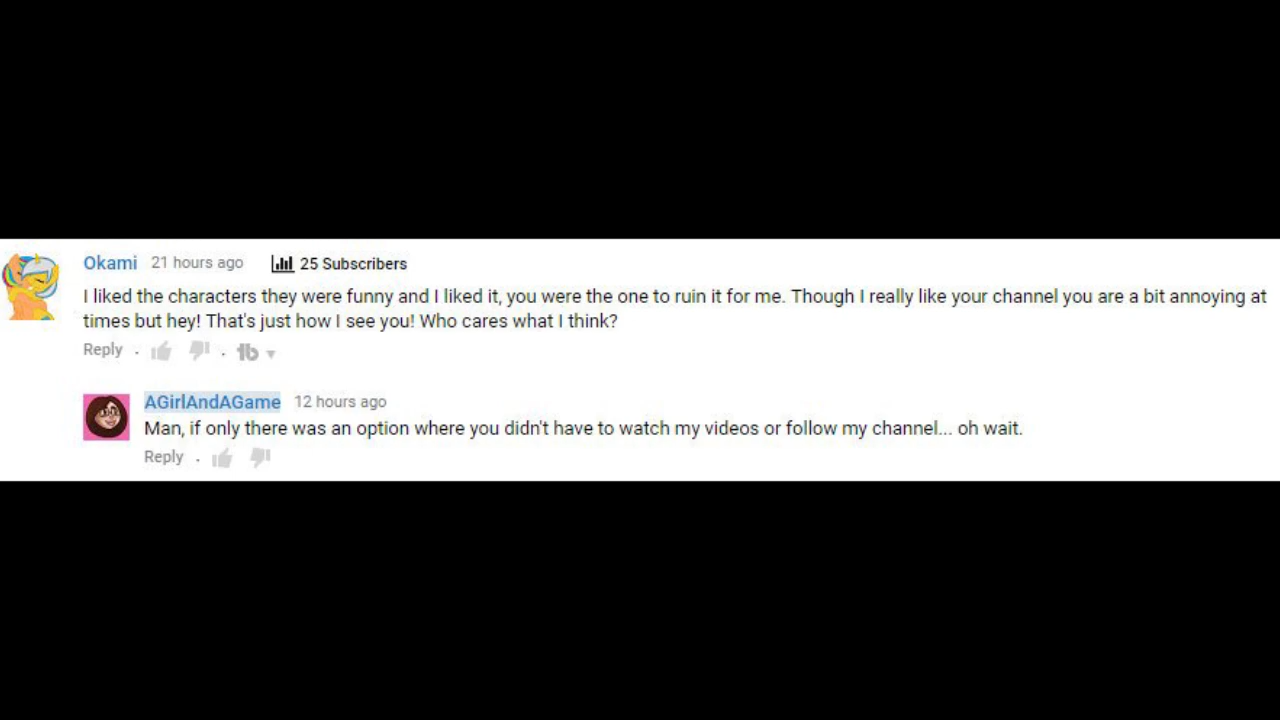 Okami 21 hours ago 25 Subscribers
I liked the characters they were funny and I liked it, you were the one to ruin it for me. Though I really like your channel you are a bit annoying at
times but hey! That's just how I see you! Who cares what I think?
Reply . . tb ▼
AGirlAndAGame 12 hours ago
Man, if only there was an option where you didn't have to watch my videos or follow my channel... oh wait.
Reply .